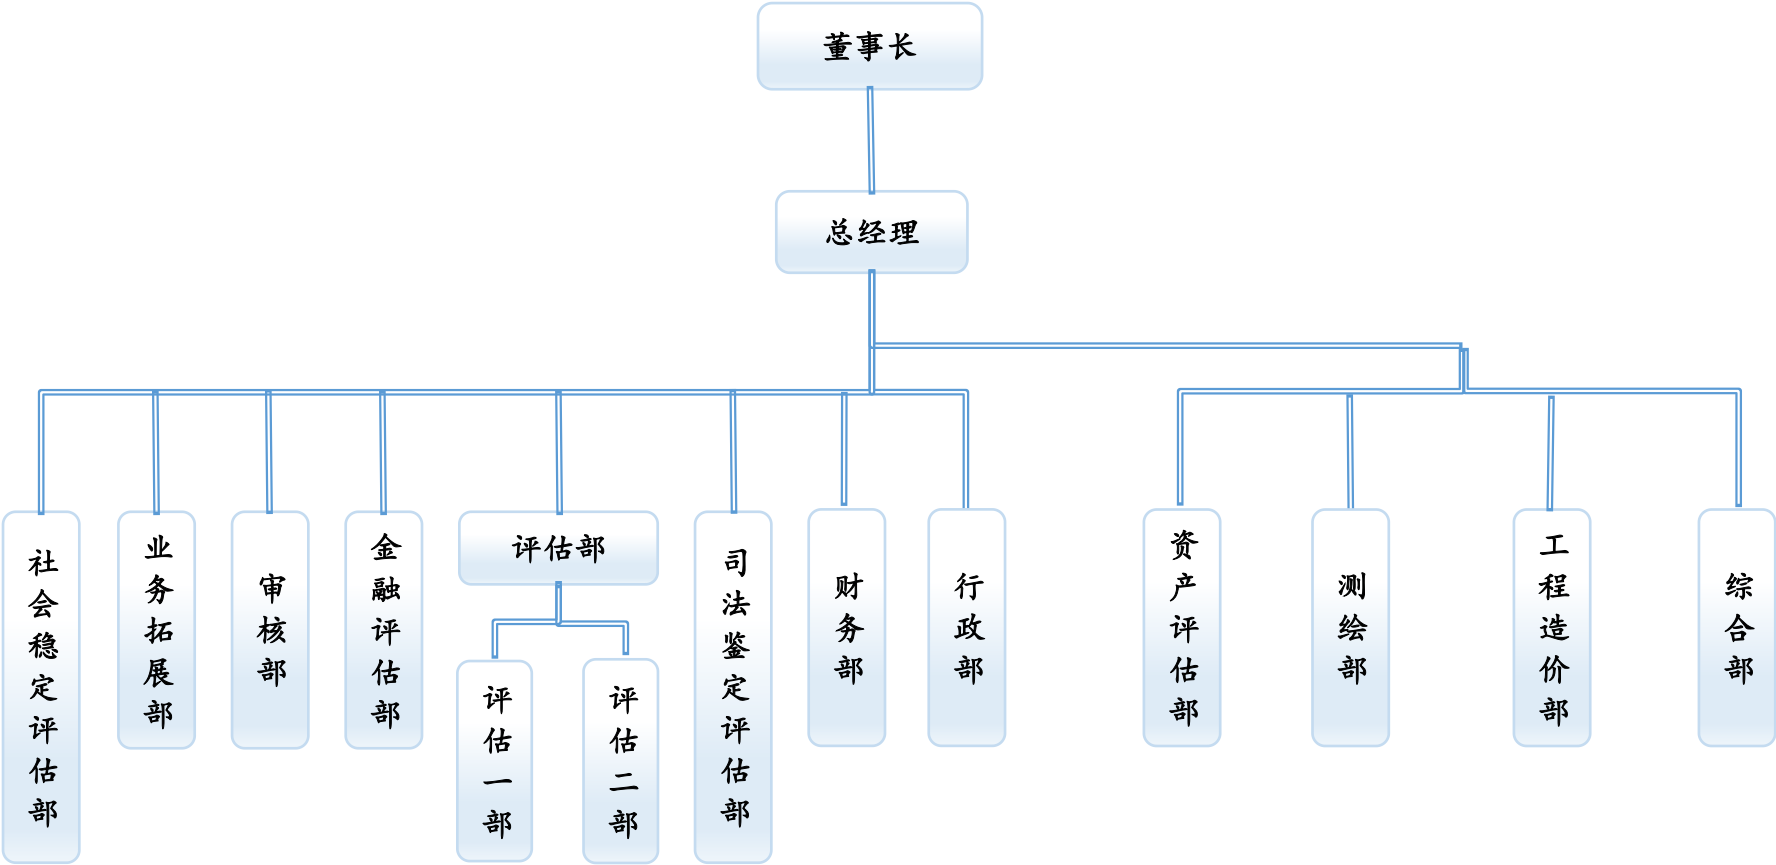 董事长
总经理
社会稳定评估部
业务拓展部
审核部
金融评估部
评估部
评估一部
评估二部
司法鉴定评估部
财务部
行政部
资产评估部
测绘部
工程造价部
综合部